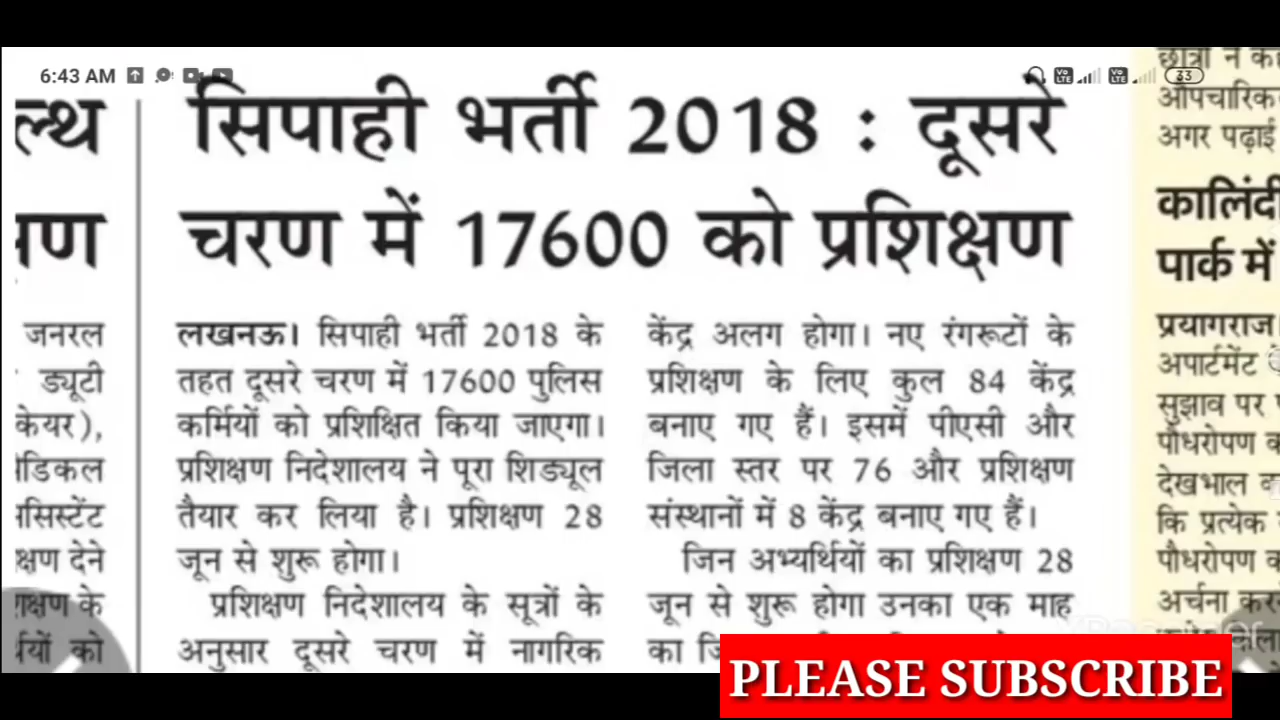 6:43 AM
33
ल्थ
सिपाही भर्ती 2018 : दूसरे
चरण में 17600 को प्रशिक्षण
जनरल
ड्यूटी
केयर),
क्षण देने
के
को
लखनऊ। सिपाही भर्ती 2018 के
तहत दूसरे चरण में 17600 पुलिस
कर्मियों को प्रशिक्षित किया जाएगा।
प्रशिक्षण निदेशालय ने पूरा शिड्यूल
तैयार कर लिया है। प्रशिक्षण 28
जून से शुरू होगा।
प्रशिक्षण निदेशालय के सूत्रों के
अनुसार दूसरे चरण में नागरिक
केंद्र अलग होगा। नए रंगरूटों के
प्रशिक्षण के लिए कुल 84 केंद्र
बनाए गए हैं। इसमें पीएसी और
जिला स्तर पर 76 और प्रशिक्षण
संस्थानों में 8 केंद्र बनाए गए हैं।
जिन अभ्यर्थियों का प्रशिक्षण 28
जून से शुरू होगा उनका एक माह
का
छात्रों ने
औपचारिक
अगर पढ़ाई
कालिंदी
पार्क में
प्रयागराज
अपार्टमेंट
सुझाव पर
पौधरोपण
देखभाल
कि प्रत्येक
पौधरोपण
अर्चना
PLEASE SUBSCRIBE